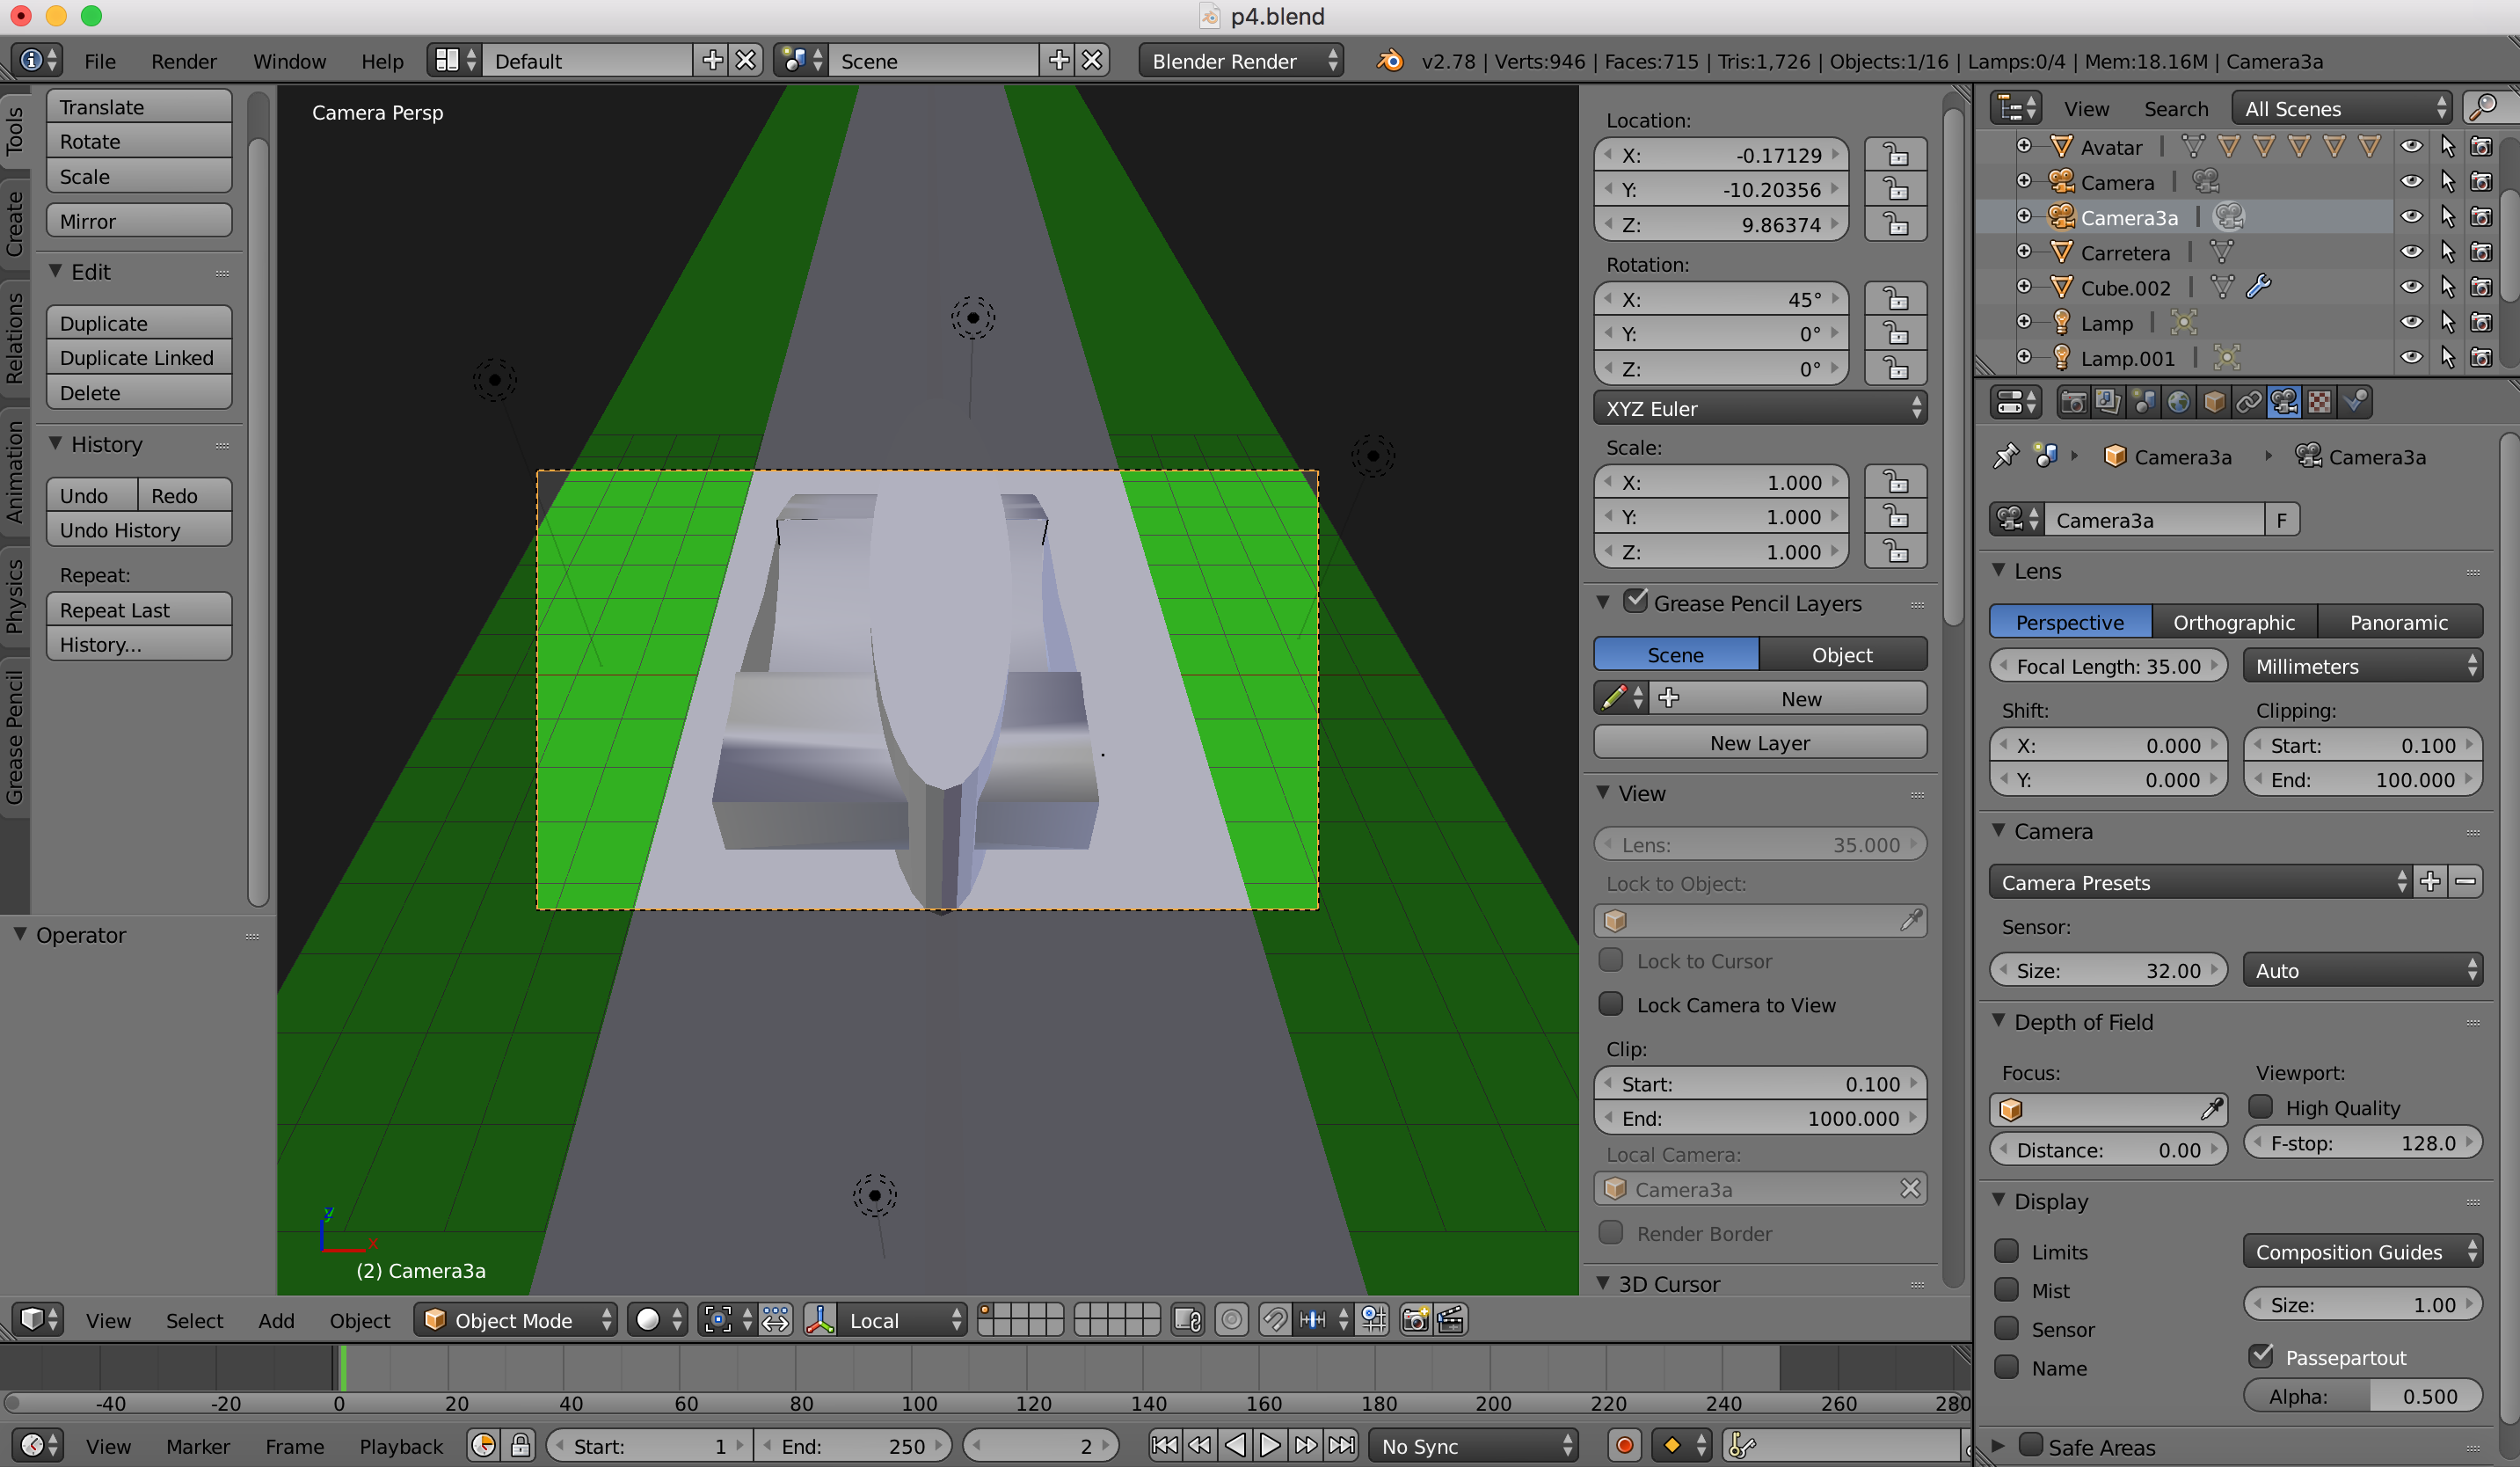 p4.blend
File Render Window Help Default Scene Blender Render v2.78 | Verts:946 | Faces:715 | Tris:1,726 | Objects:1/16 | Lamps:0/4 | Mem:18.16M | Camera3a
Tools
Create
Relations
Animation
Physics
Grease Pencil
Translate
Rotate
Scale
Mirror
Edit
Duplicate
Duplicate Linked
Delete
History
Undo Redo
Undo History
Repeat:
Repeat Last
History...
Operator
Camera Persp
y
x
(2) Camera3a
Location:
X: -0.17129
Y: -10.20356
Z: 9.86374
Rotation:
X: 45°
Y: 0°
Z: 0°
XYZ Euler
Scale:
X: 1.000
Y: 1.000
Z: 1.000
Grease Pencil Layers
Scene Object
New
New Layer
View
Lens: 35.000
Lock to Object:
Lock to Cursor
Lock Camera to View
Clip:
Start: 0.100
End: 1000.000
Local Camera:
Camera3a
Render Border
3D Cursor
View Search All Scenes
Avatar
Camera
Camera3a
Carretera
Cube.002
Lamp
Lamp.001
Camera3a Camera3a
Camera3a F
Lens
Perspective Orthographic Panoramic
Focal Length: 35.00 Millimeters
Shift: Clipping:
X: 0.000 Start: 0.100
Y: 0.000 End: 100.000
Camera
Camera Presets
Sensor:
Size: 32.00 Auto
Depth of Field
Focus: Viewport:
High Quality
Distance: 0.00 F-stop: 128.0
Display
Limits Composition Guides
Mist Size: 1.00
Sensor
Name Passepartout
Alpha: 0.500
Safe Areas
View Select Add Object Object Mode Local
-40 -20 0 20 40 60 80 100 120 140 160 180 200 220 240 260 280
View Marker Frame Playback Start: 1 End: 250 2 No Sync